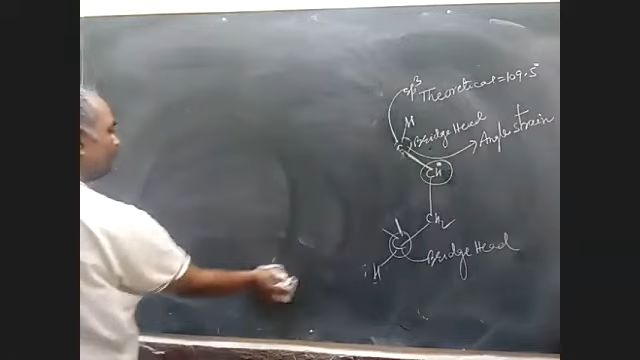 sp³ Theoretical = 109.5°
H
C Bridge Head
Angle strain
CH
CH₂
C
H
Bridge Head